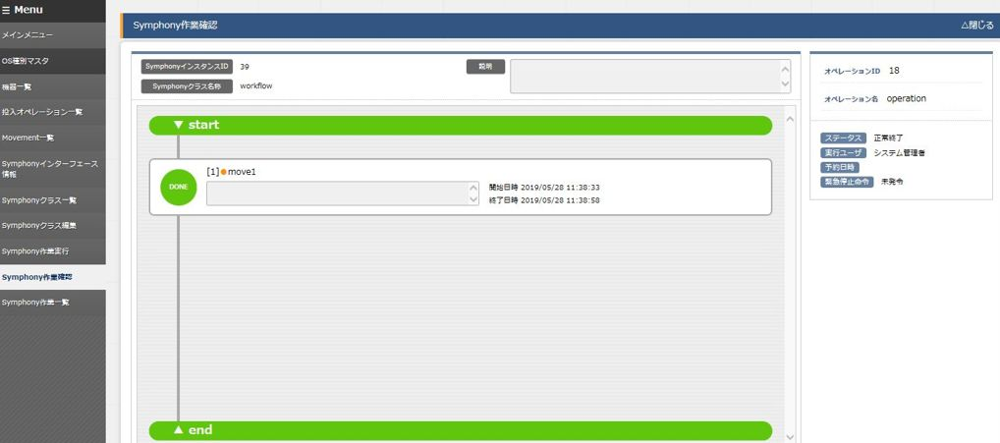 ☰ Menu
メインメニュー
OS種別マスタ
機器一覧
投入オペレーション一覧
Movement一覧
Symphonyインターフェース
情報
Symphonyクラス一覧
Symphonyクラス編集
Symphony作業実行
Symphony作業確認
Symphony作業一覧
Symphony作業確認
△閉じる
SymphonyインスタンスID 39
説明
Symphonyクラス名称 workflow
▼ start
DONE
[1]●move1
開始日時 2019/05/28 11:38:33
終了日時 2019/05/28 11:38:58
▲ end
オペレーションID 18
オペレーション名 operation
ステータス 正常終了
実行ユーザ システム管理者
予約日時
緊急停止命令 未発令